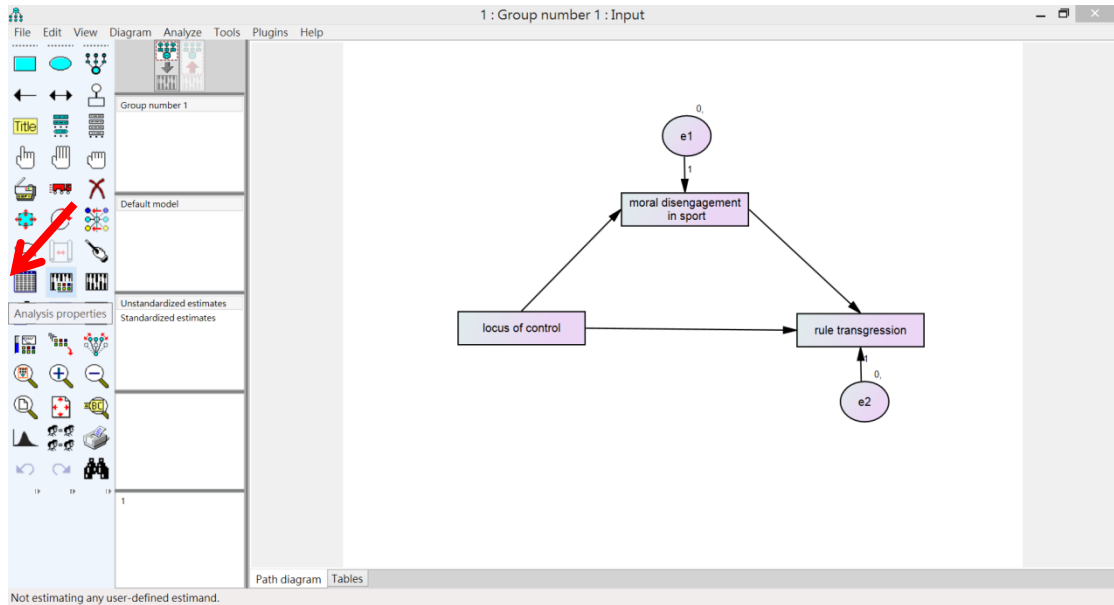 1 : Group number 1 : Input
File Edit View Diagram Analyze Tools Plugins Help
Title
Group number 1
Default model
Analysis properties
Unstandardized estimates
Standardized estimates
1
0,
e1
1
moral disengagement
in sport
locus of control
rule transgression
1
0,
e2
Path diagram Tables
Not estimating any user-defined estimand.